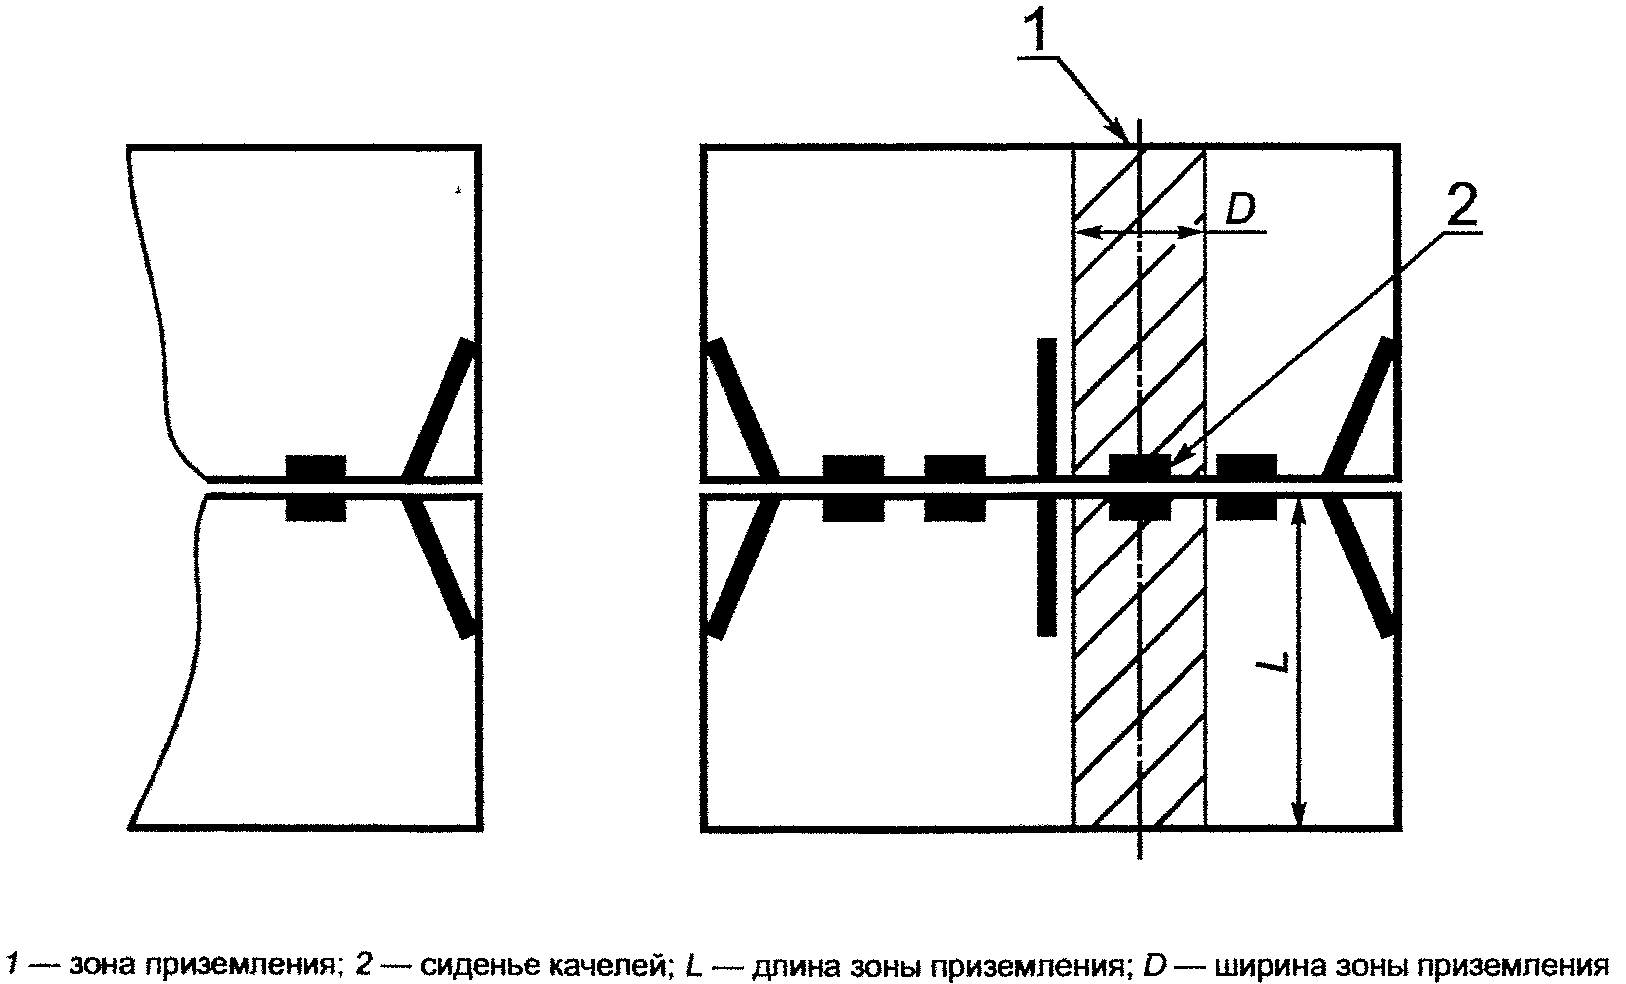 1
D
2
L
1 — зона приземления; 2 — сиденье качелей; L — длина зоны приземления; D — ширина зоны приземления